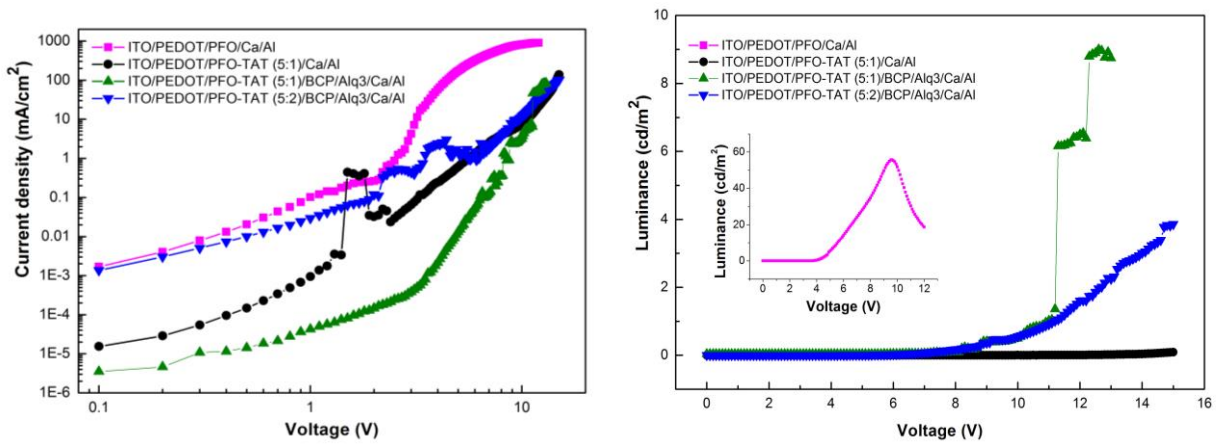 1000
100
10
1
0.1
0.01
1E-3
1E-4
1E-5
1E-6
Current density (mA/cm²)
ITO/PEDOT/PFO/Ca/Al
ITO/PEDOT/PFO-TAT (5:1)/Ca/Al
ITO/PEDOT/PFO-TAT (5:1)/BCP/Alq3/Ca/Al
ITO/PEDOT/PFO-TAT (5:2)/BCP/Alq3/Ca/Al
0.1 1 10
Voltage (V)
10
8
6
4
2
0
Luminance (cd/m²)
ITO/PEDOT/PFO/Ca/Al
ITO/PEDOT/PFO-TAT (5:1)/Ca/Al
ITO/PEDOT/PFO-TAT (5:1)/BCP/Alq3/Ca/Al
ITO/PEDOT/PFO-TAT (5:2)/BCP/Alq3/Ca/Al
60
40
20
0
Luminance (cd/m²)
0 2 4 6 8 10 12
Voltage (V)
0 2 4 6 8 10 12 14 16
Voltage (V)